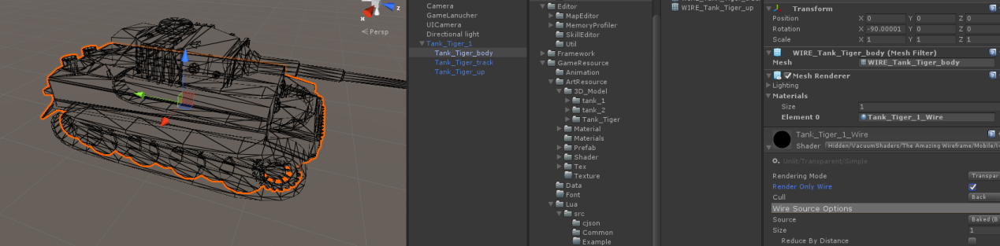 x
z
Persp
Camera
GameLanucher
UICamera
Directional light
Tank_Tiger_1
Tank_Tiger_body
Tank_Tiger_track
Tank_Tiger_up
Editor
MapEditor
MemoryProfiler
SkillEditor
Util
Framework
GameResource
Animation
ArtResource
3D_Model
tank_1
tank_2
Tank_Tiger
Material
Materials
Prefab
Shader
Tex
Texture
Data
Font
Lua
src
cjson
Common
Example
WIRE_Tank_Tiger_up
Transform
Position X 0 Y 0 Z 0
Rotation X -90.00001 Y 0 Z 0
Scale X 1 Y 1 Z 1
WIRE_Tank_Tiger_body (Mesh Filter)
Mesh WIRE_Tank_Tiger_body
Mesh Renderer
Lighting
Materials
Size 1
Element 0 Tank_Tiger_1_Wire
Tank_Tiger_1_Wire
Shader Hidden/VacuumShaders/The Amazing Wireframe/Mobile/
Unlit/Transparent/Simple
Rendering Mode Transpar
Render Only Wire
Cull Back
Wire Source Options
Source Baked (B
Size 1
Reduce By Distance